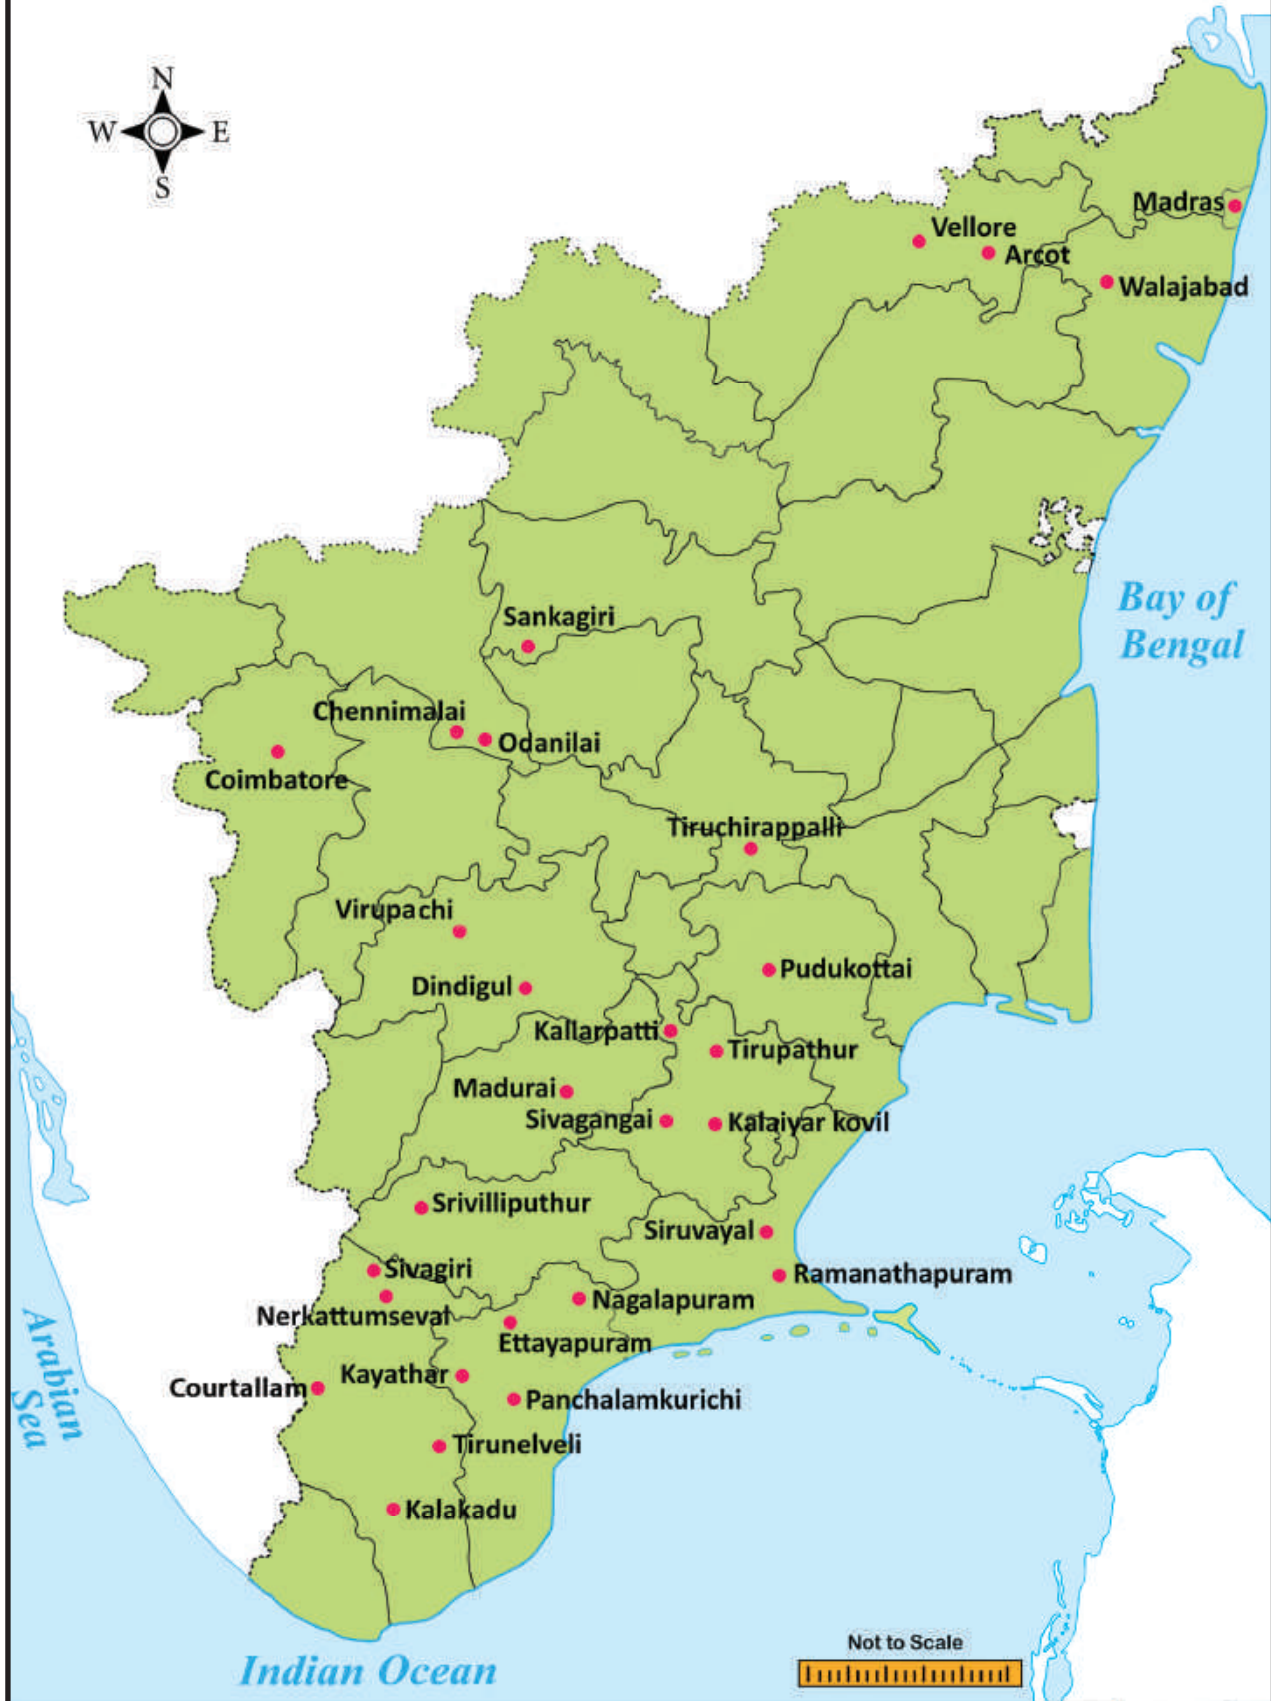 N
W E
S
Madras
Vellore
Arcot
Walajabad
Bay of
Bengal
Sankagiri
Chennimalai
Odanilai
Coimbatore
Tiruchirappalli
Virupachi
Pudukottai
Dindigul
Kallarpatti
Tirupathur
Madurai
Sivagangai
Kalaiyar kovil
Srivilliputhur
Siruvayal
Sivagiri
Ramanathapuram
Nagalapuram
Nerkattumseval
Ettayapuram
Arabian
Sea
Kayathar
Courtallam
Panchalamkurichi
Tirunelveli
Kalakadu
Not to Scale
Indian Ocean